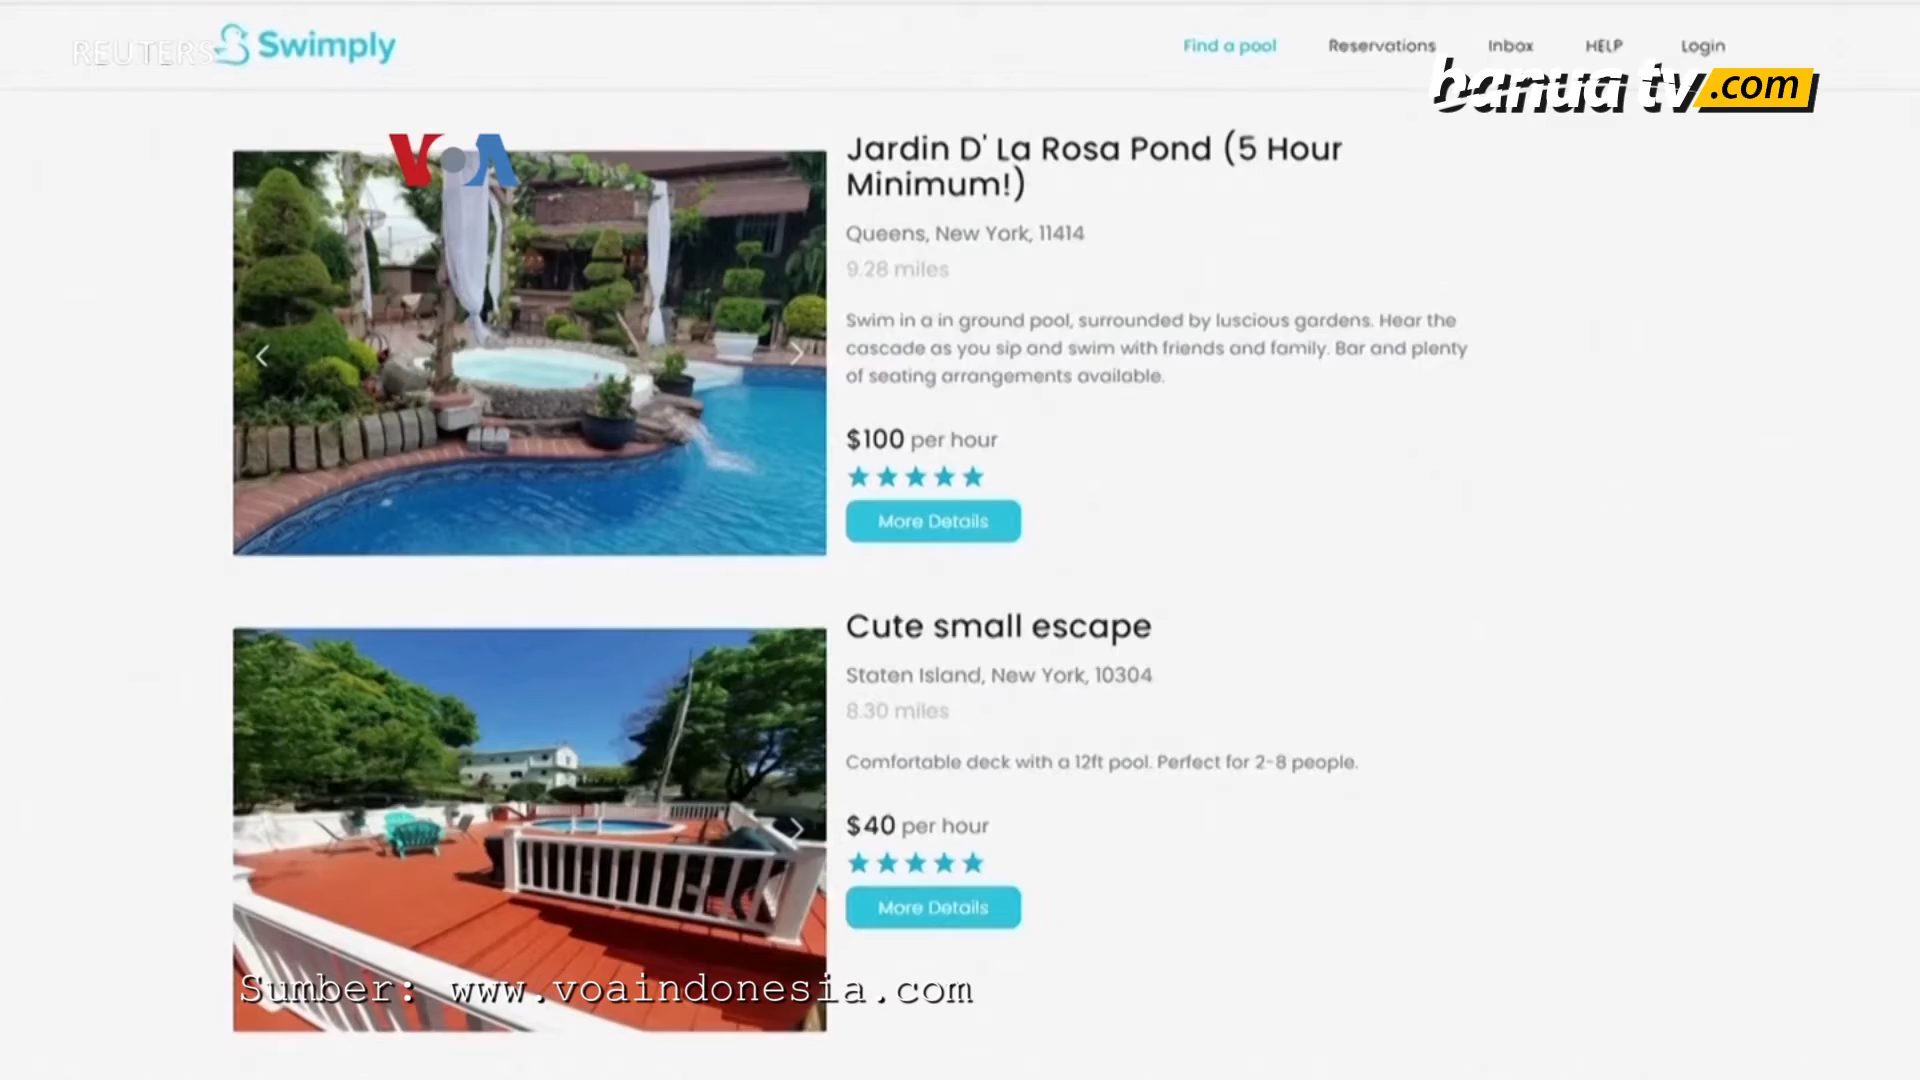 REUTERS
Swimply
Find a pool
Reservations
Inbox
HELP
Login
banua tv.com
VOA
Jardin D' La Rosa Pond (5 Hour
Minimum!)
Queens, New York, 11414
9.28 miles
Swim in a in ground pool, surrounded by luscious gardens. Hear the
cascade as you sip and swim with friends and family. Bar and plenty
of seating arrangements available.
$100 per hour
More Details
Cute small escape
Staten Island, New York, 10304
8.30 miles
Comfortable deck with a 12ft pool. Perfect for 2-8 people.
$40 per hour
More Details
Sumber: www.voaindonesia.com